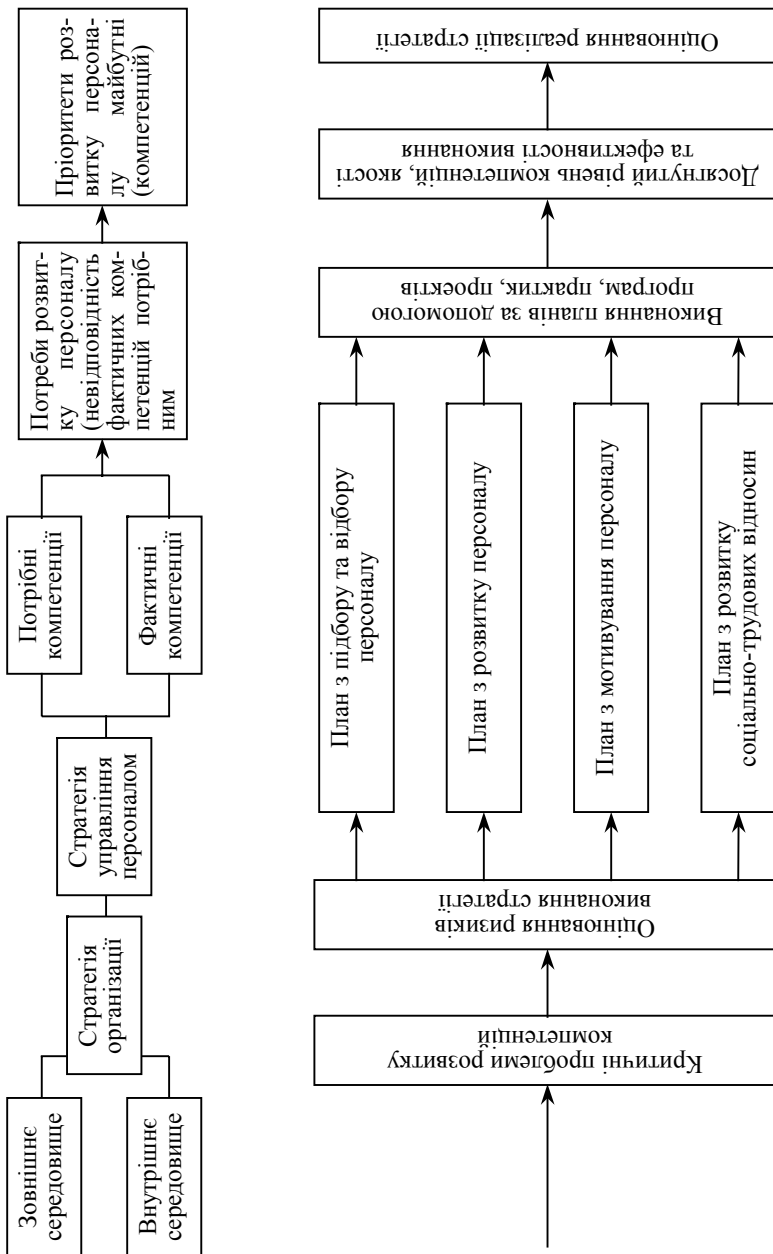 Зовнішнє
середовище
Внутрішнє
середовище
Стратегія
організації
Стратегія
управління
персоналом
Потрібні
компетенції
Фактичні
компетенції
Потреби розвит-
ку персоналу
(невідповідність
фактичних ком-
петенцій потріб-
ним
Пріоритети роз-
витку персона-
лу майбутні
(компетенцій)
Критичні проблеми розвитку
компетенцій
Оцінювання ризиків
виконання стратегії
План з підбору та відбору
персоналу
План з розвитку персоналу
План з мотивування персоналу
План з розвитку
соціально-трудових відносин
Виконання планів за допомогою
програм, практик, проектів
Досягнутий рівень компетенцій, якості
та ефективності виконання
Оцінювання реалізації стратегії